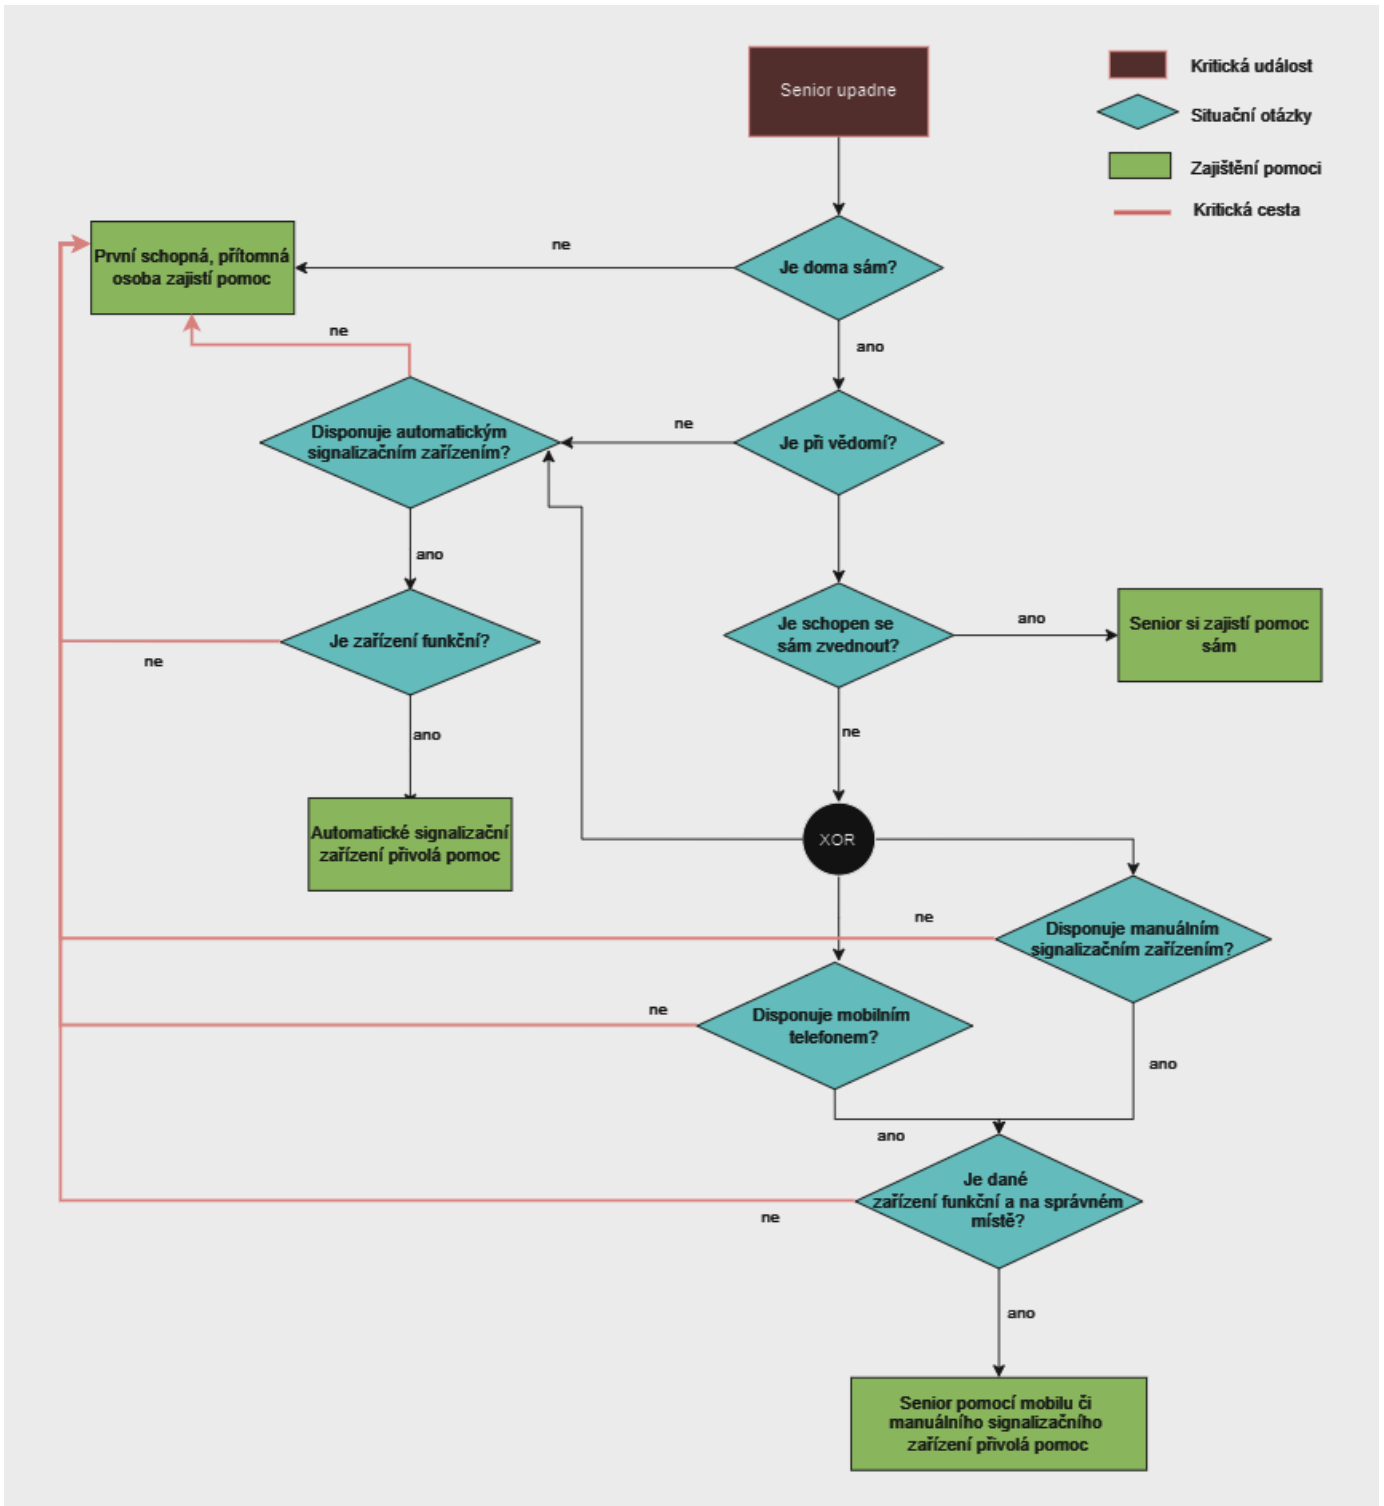 Senior upadne
Kritická událost
Situační otázky
Zajištění pomoci
Kritická cesta
První schopná, přítomná
osoba zajistí pomoc
ne
Je doma sám?
ne
ano
Disponuje automatickým
signalizačním zařízením?
ne
Je při vědomí?
ano
Je zařízení funkční?
ne
Je schopen se
sám zvednout?
ano
Senior si zajistí pomoc
sám
ano
ne
Automatické signalizační
zařízení přivolá pomoc
XOR
ne
Disponuje manuálním
signalizačním zařízením?
ne
Disponuje mobilním
telefonem?
ano
ano
Je dané
zařízení funkční a na správném
místě?
ne
ano
Senior pomocí mobilu či
manuálního signalizačního
zařízení přivolá pomoc